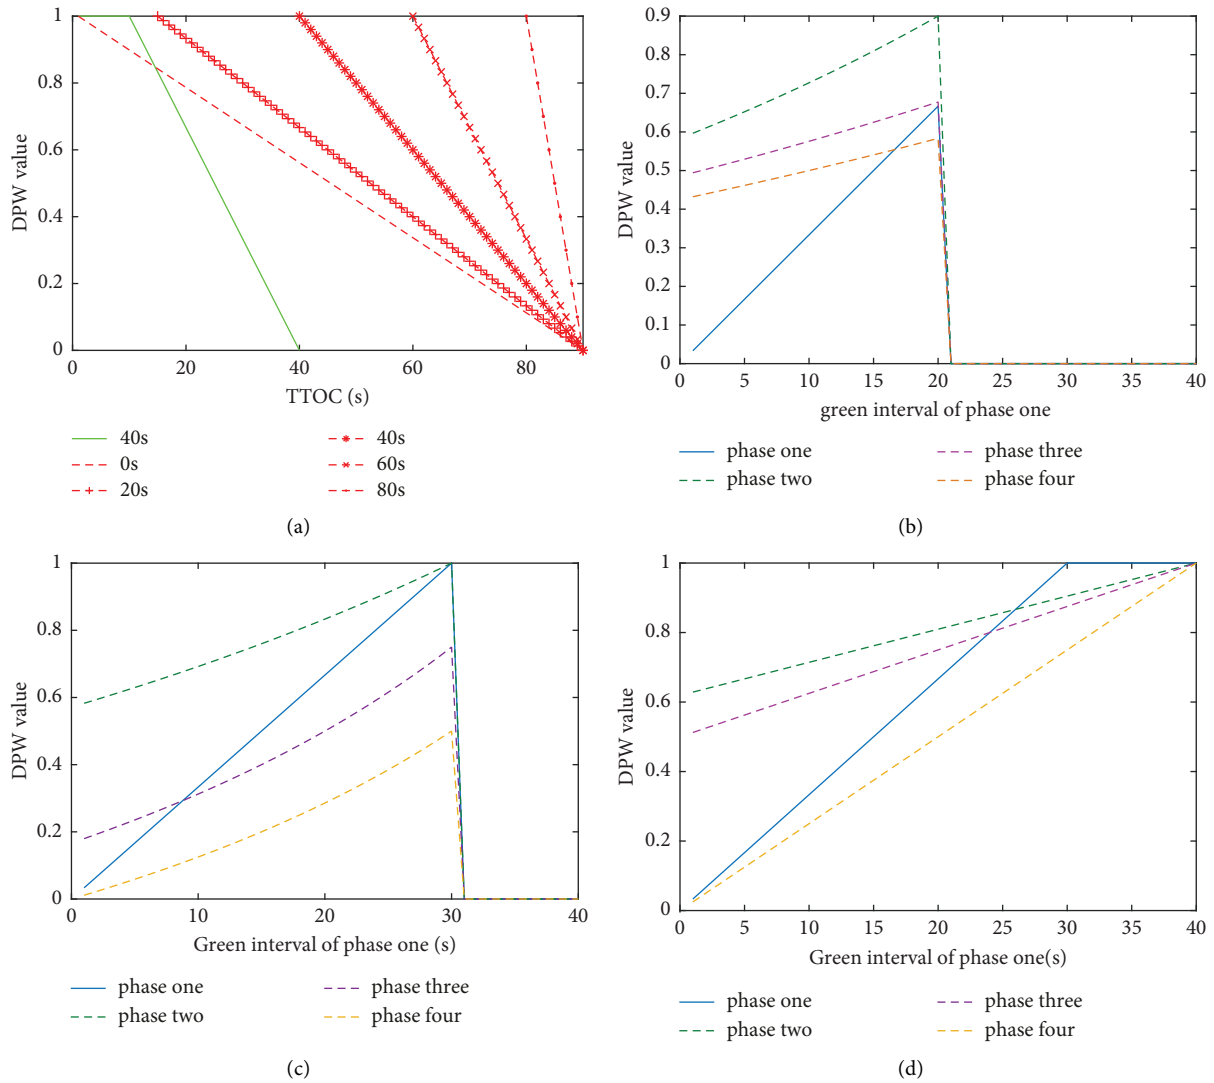 1
0.8
0.6
0.4
0.2
0
DPW value
0 20 40 60 80
TTOC (s)
40s 40s
0s 60s
20s 80s
(a)
0.9
0.8
0.7
0.6
0.5
0.4
0.3
0.2
0.1
0
DPW value
0 5 10 15 20 25 30 35 40
green interval of phase one
phase one phase three
phase two phase four
(b)
1
0.8
0.6
0.4
0.2
0
DPW value
0 10 20 30 40
Green interval of phase one (s)
phase one phase three
phase two phase four
(c)
1
0.8
0.6
0.4
0.2
0
DPW value
0 5 10 15 20 25 30 35 40
Green interval of phase one(s)
phase one phase three
phase two phase four
(d)